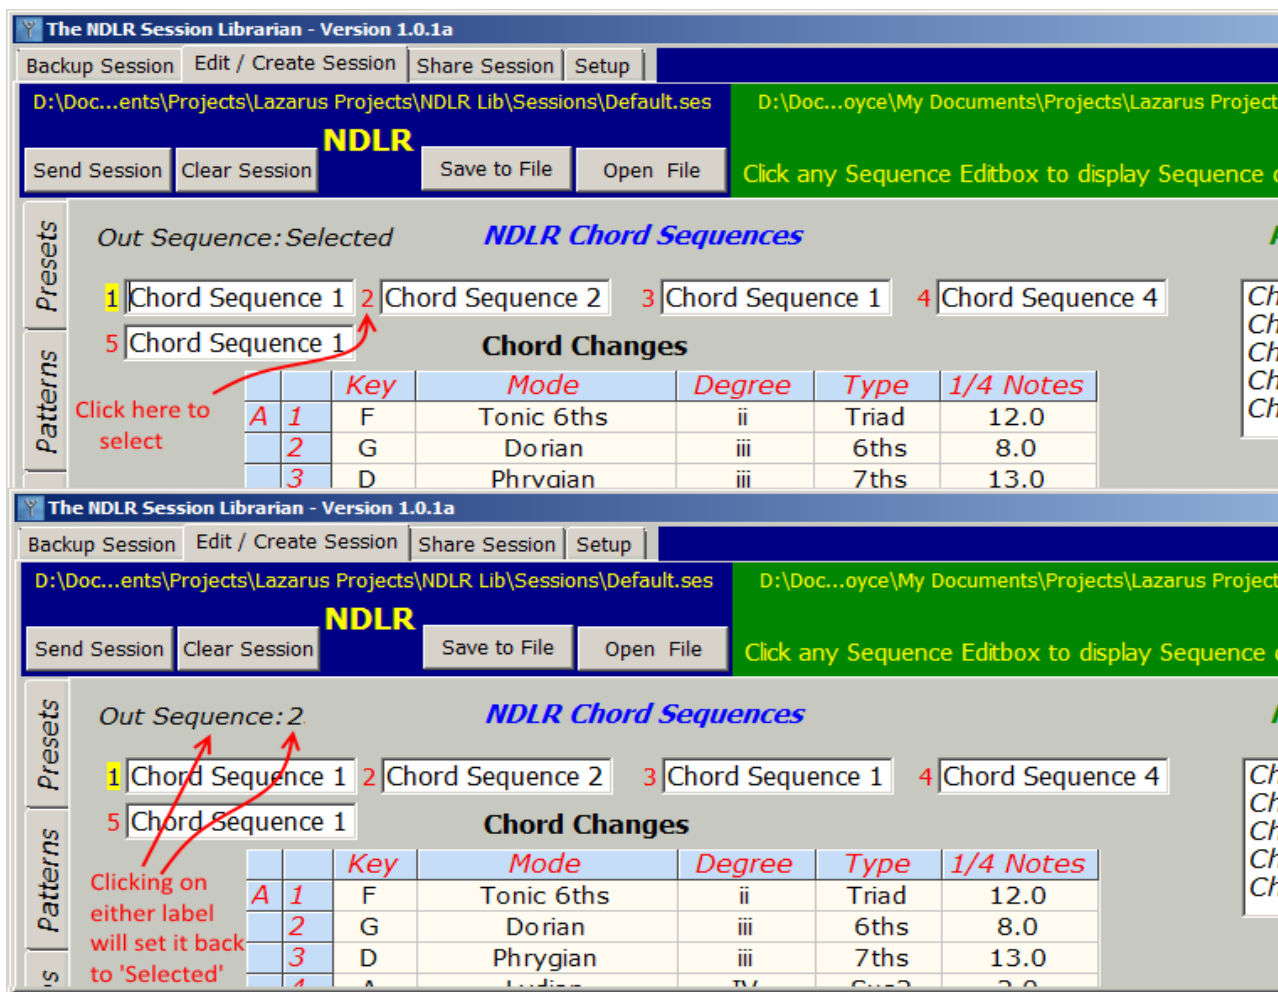 The NDLR Session Librarian - Version 1.0.1a
Backup Session Edit / Create Session Share Session Setup
D:\Doc...ents\Projects\Lazarus Projects\NDLR Lib\Sessions\Default.ses D:\Doc...oyce\My Documents\Projects\Lazarus Project
NDLR
Send Session Clear Session Save to File Open File Click any Sequence Editbox to display Sequence
Presets
Out Sequence: Selected NDLR Chord Sequences
1 Chord Sequence 1 2 Chord Sequence 2 3 Chord Sequence 1 4 Chord Sequence 4
5 Chord Sequence 1
Chord Changes
Patterns
Click here to
select
Key Mode Degree Type 1/4 Notes
A 1 F Tonic 6ths ii Triad 12.0
2 G Dorian iii 6ths 8.0
3 D Phrygian iii 7ths 13.0
Ch
Ch
Ch
Ch
Ch
The NDLR Session Librarian - Version 1.0.1a
Backup Session Edit / Create Session Share Session Setup
D:\Doc...ents\Projects\Lazarus Projects\NDLR Lib\Sessions\Default.ses D:\Doc...oyce\My Documents\Projects\Lazarus Project
NDLR
Send Session Clear Session Save to File Open File Click any Sequence Editbox to display Sequence
Presets
Out Sequence: 2 NDLR Chord Sequences
1 Chord Sequence 1 2 Chord Sequence 2 3 Chord Sequence 1 4 Chord Sequence 4
5 Chord Sequence 1
Chord Changes
Patterns
Clicking on
either label
will set it back
to 'Selected'
Key Mode Degree Type 1/4 Notes
A 1 F Tonic 6ths ii Triad 12.0
2 G Dorian iii 6ths 8.0
3 D Phrygian iii 7ths 13.0
Ch
Ch
Ch
Ch
Ch